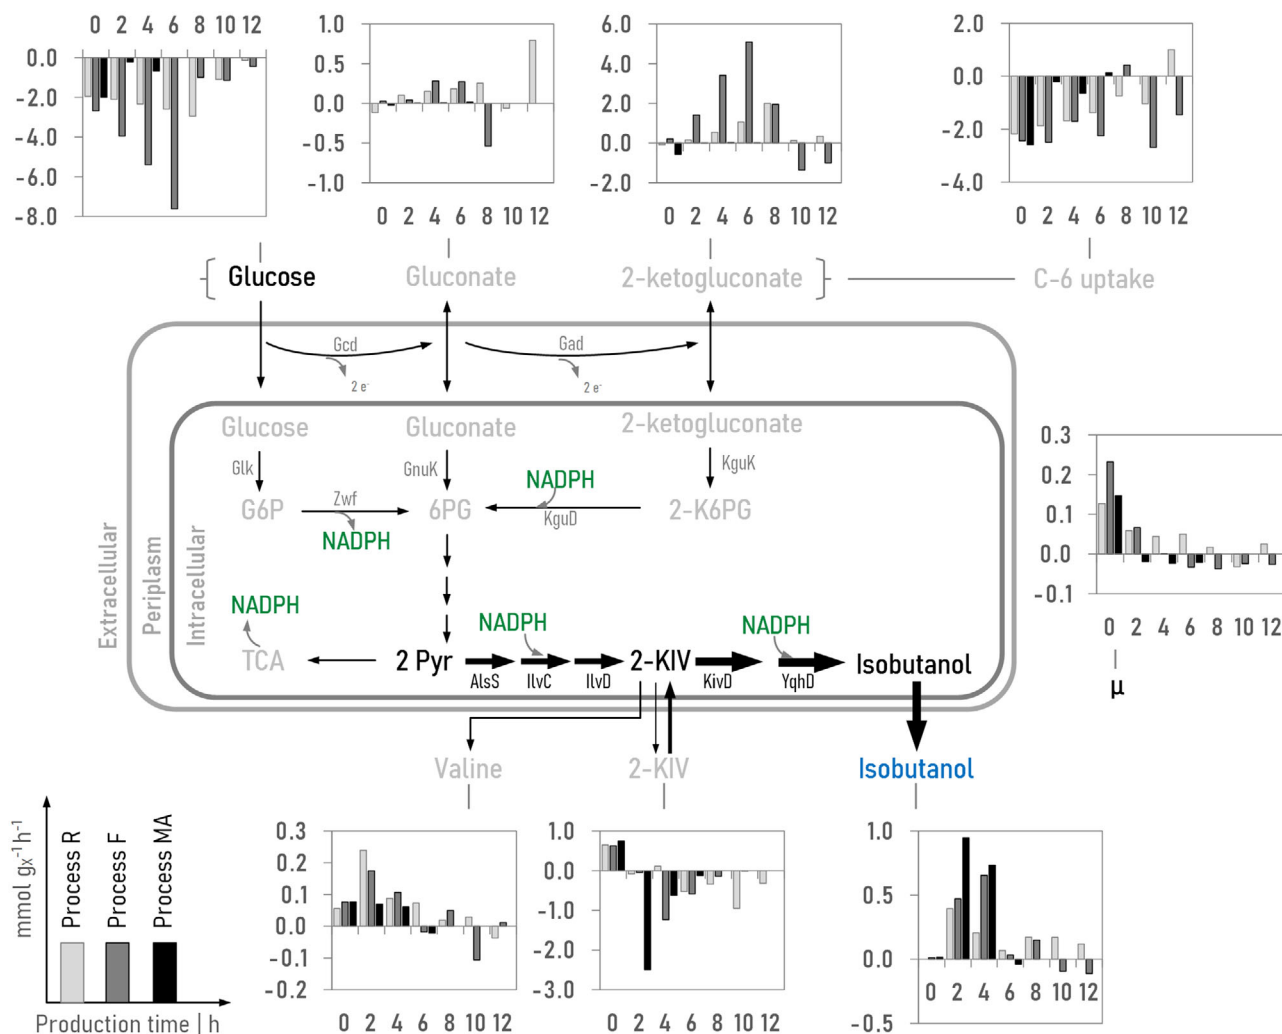 0 2 4 6 8 10 12
0.0
-2.0
-4.0
-6.0
-8.0
1.0
0.5
0.0
-0.5
-1.0
0 2 4 6 8 10 12
6.0
4.0
2.0
0.0
-2.0
0 2 4 6 8 10 12
2.0
0.0
-2.0
-4.0
0 2 4 6 8 10 12
Glucose
Gluconate
2-ketogluconate
C-6 uptake
Gcd
2 e-
Gad
2 e-
Glucose
Gluconate
2-ketogluconate
Glk
GnuK
KguK
G6P
Zwf
NADPH
6PG
NADPH
KguD
2-K6PG
Extracellular
Periplasm
Intracellular
NADPH
TCA
2 Pyr
AlsS
NADPH
IlvC
IlvD
2-KIV
KivD
NADPH
YqhD
Isobutanol
0.3
0.2
0.1
0.0
-0.1
0 2 4 6 8 10 12
μ
Valine
2-KIV
Isobutanol
mmol gx⁻¹ h⁻¹
Process R
Process F
Process MA
Production time | h
0.3
0.2
0.1
0.0
-0.1
-0.2
0 2 4 6 8 10 12
1.0
0.0
-1.0
-2.0
-3.0
0 2 4 6 8 10 12
1.0
0.5
0.0
-0.5
0 2 4 6 8 10 12